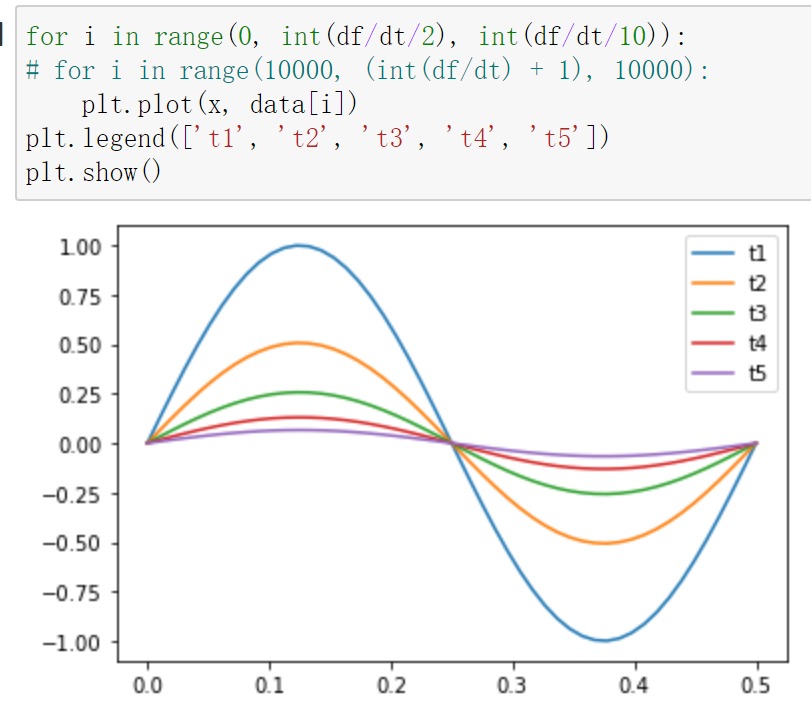 for i in range(0, int(df/dt/2), int(df/dt/10)):
# for i in range(10000, (int(df/dt) + 1), 10000):
plt.plot(x, data[i])
plt.legend(['t1', 't2', 't3', 't4', 't5'])
plt.show()
t1
t2
t3
t4
t5
1.00
0.75
0.50
0.25
0.00
−0.25
−0.50
−0.75
−1.00
0.0 0.1 0.2 0.3 0.4 0.5